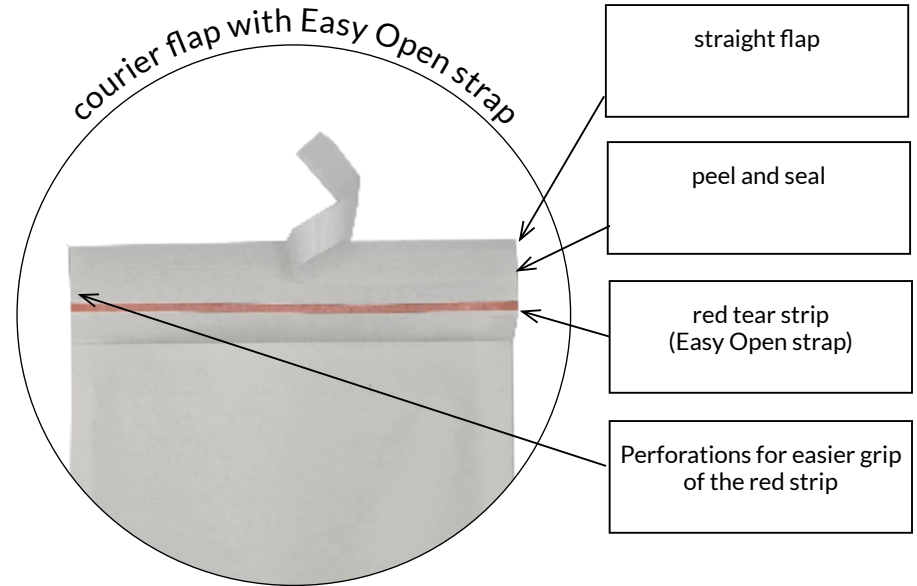 courier flap with Easy Open strap
straight flap
peel and seal
red tear strip
(Easy Open strap)
Perforations for easier grip
of the red strip